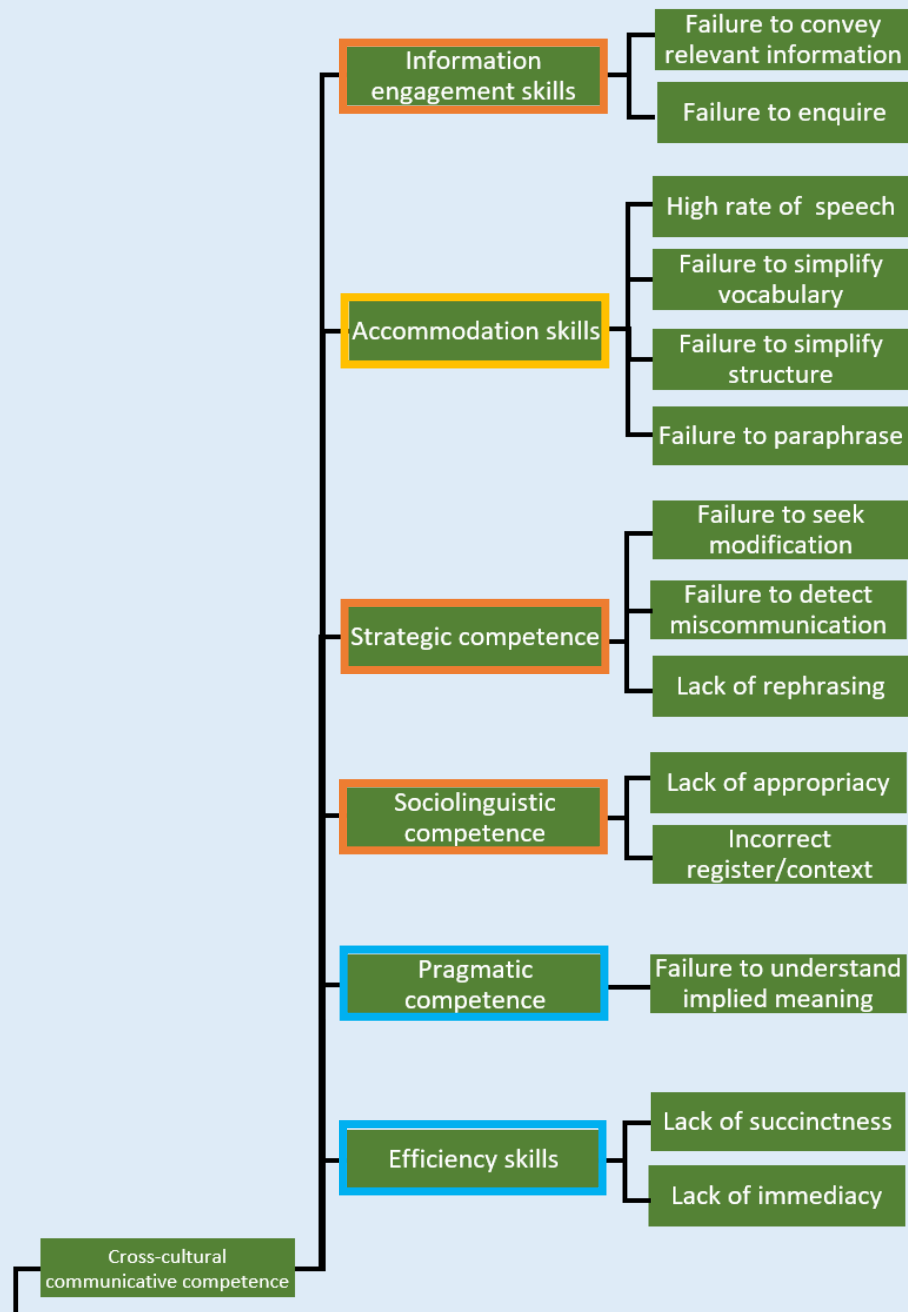 Information
engagement skills
Failure to convey
relevant information
Failure to enquire
Accommodation skills
High rate of speech
Failure to simplify
vocabulary
Failure to simplify
structure
Failure to paraphrase
Strategic competence
Failure to seek
modification
Failure to detect
miscommunication
Lack of rephrasing
Sociolinguistic
competence
Lack of appropriacy
Incorrect
register/context
Pragmatic
competence
Failure to understand
implied meaning
Efficiency skills
Lack of succinctness
Lack of immediacy
Cross-cultural
communicative competence